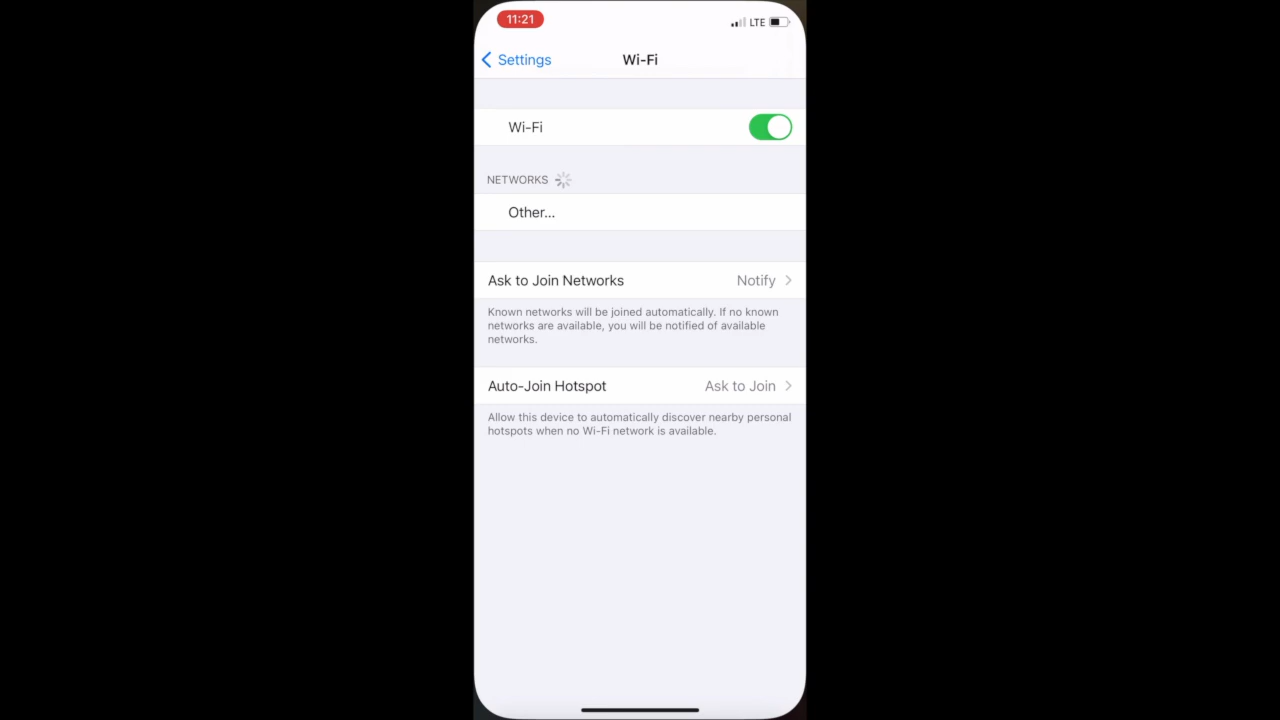 11:21
LTE
Settings
Wi-Fi
Wi-Fi
NETWORKS
Other...
Ask to Join Networks Notify
Known networks will be joined automatically. If no known
networks are available, you will be notified of available
networks.
Auto-Join Hotspot Ask to Join
Allow this device to automatically discover nearby personal
hotspots when no Wi-Fi network is available.